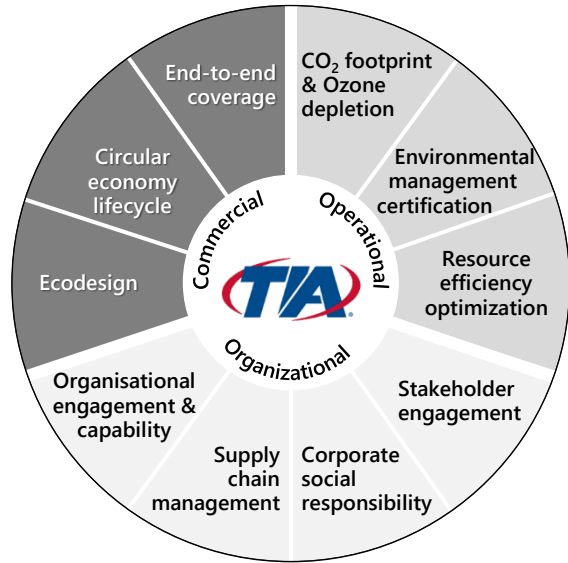 End-to-end
coverage
CO₂ footprint
& Ozone
depletion
Circular
economy
lifecycle
Environmental
management
certification
Ecodesign
Resource
efficiency
optimization
Commercial
Operational
TIA
Organizational
Organisational
engagement &
capability
Supply
chain
management
Corporate
social
responsibility
Stakeholder
engagement